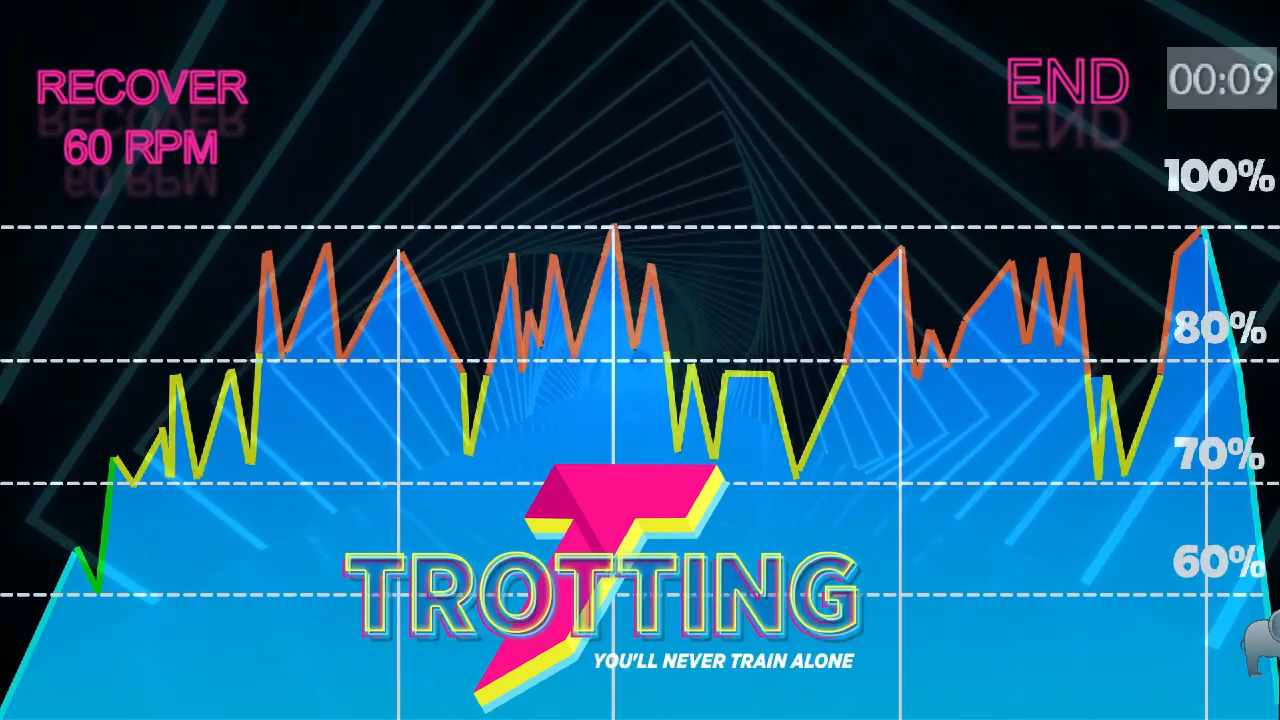 RECOVER
60 RPM
END
00:09
100%
80%
70%
60%
TROTTING
YOU'LL NEVER TRAIN ALONE